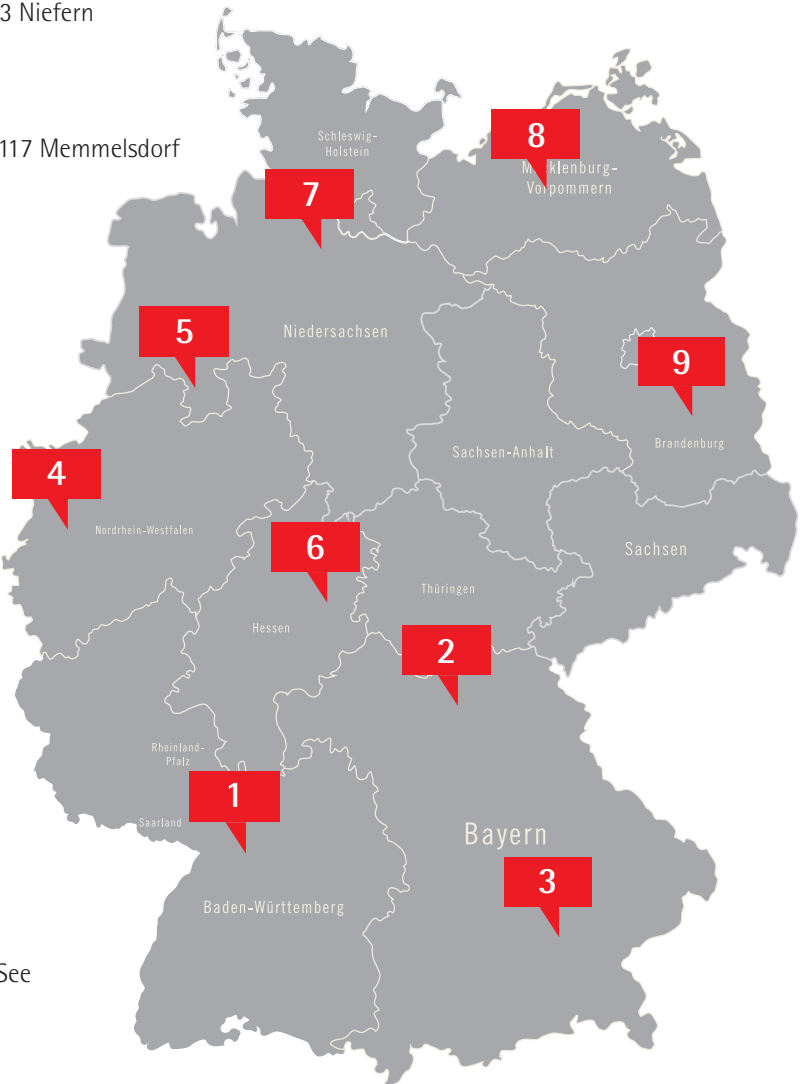 3 Niefern
117 Memmelsdorf
See
Schleswig-
Holstein
8
Mecklenburg-
Vorpommern
7
5
Niedersachsen
9
Brandenburg
Sachsen-Anhalt
4
Nordrhein-Westfalen
6
Sachsen
Thüringen
Hessen
2
Rheinland-
Pfalz
1
Saarland
Bayern
3
Baden-Württemberg